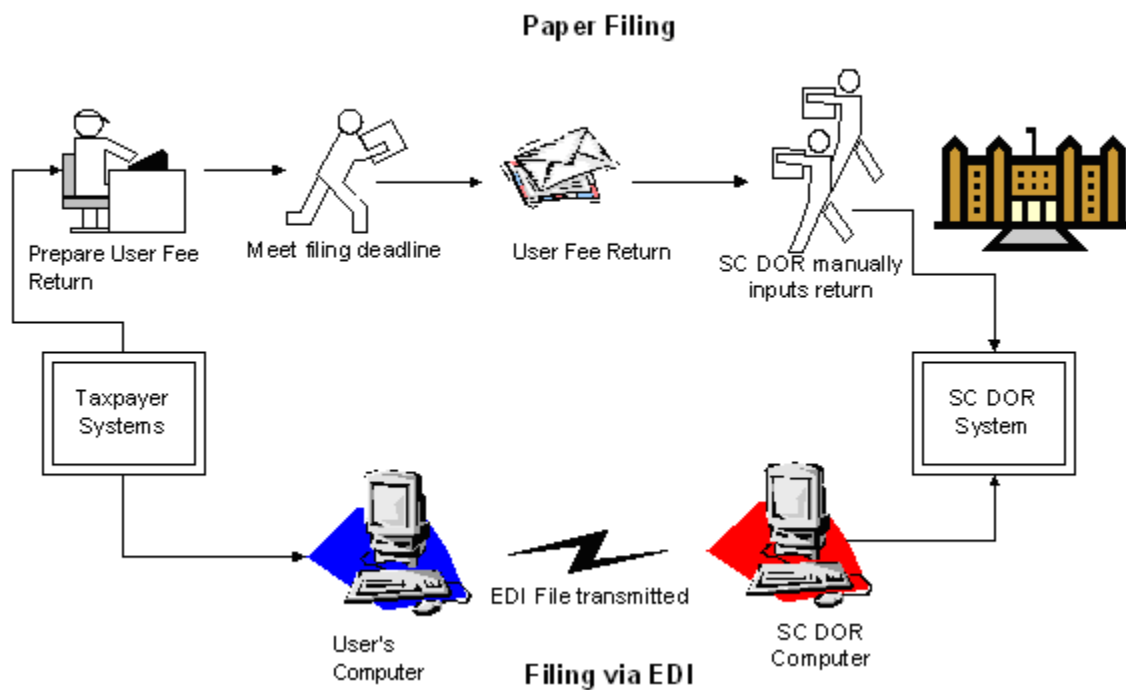 Paper Filing
Prepare User Fee
Return
Meet filing deadline
User Fee Return
SC DOR manually
inputs return
Taxpayer
Systems
SC DOR
System
EDI File transmitted
User's
Computer
SC DOR
Computer
Filing via EDI